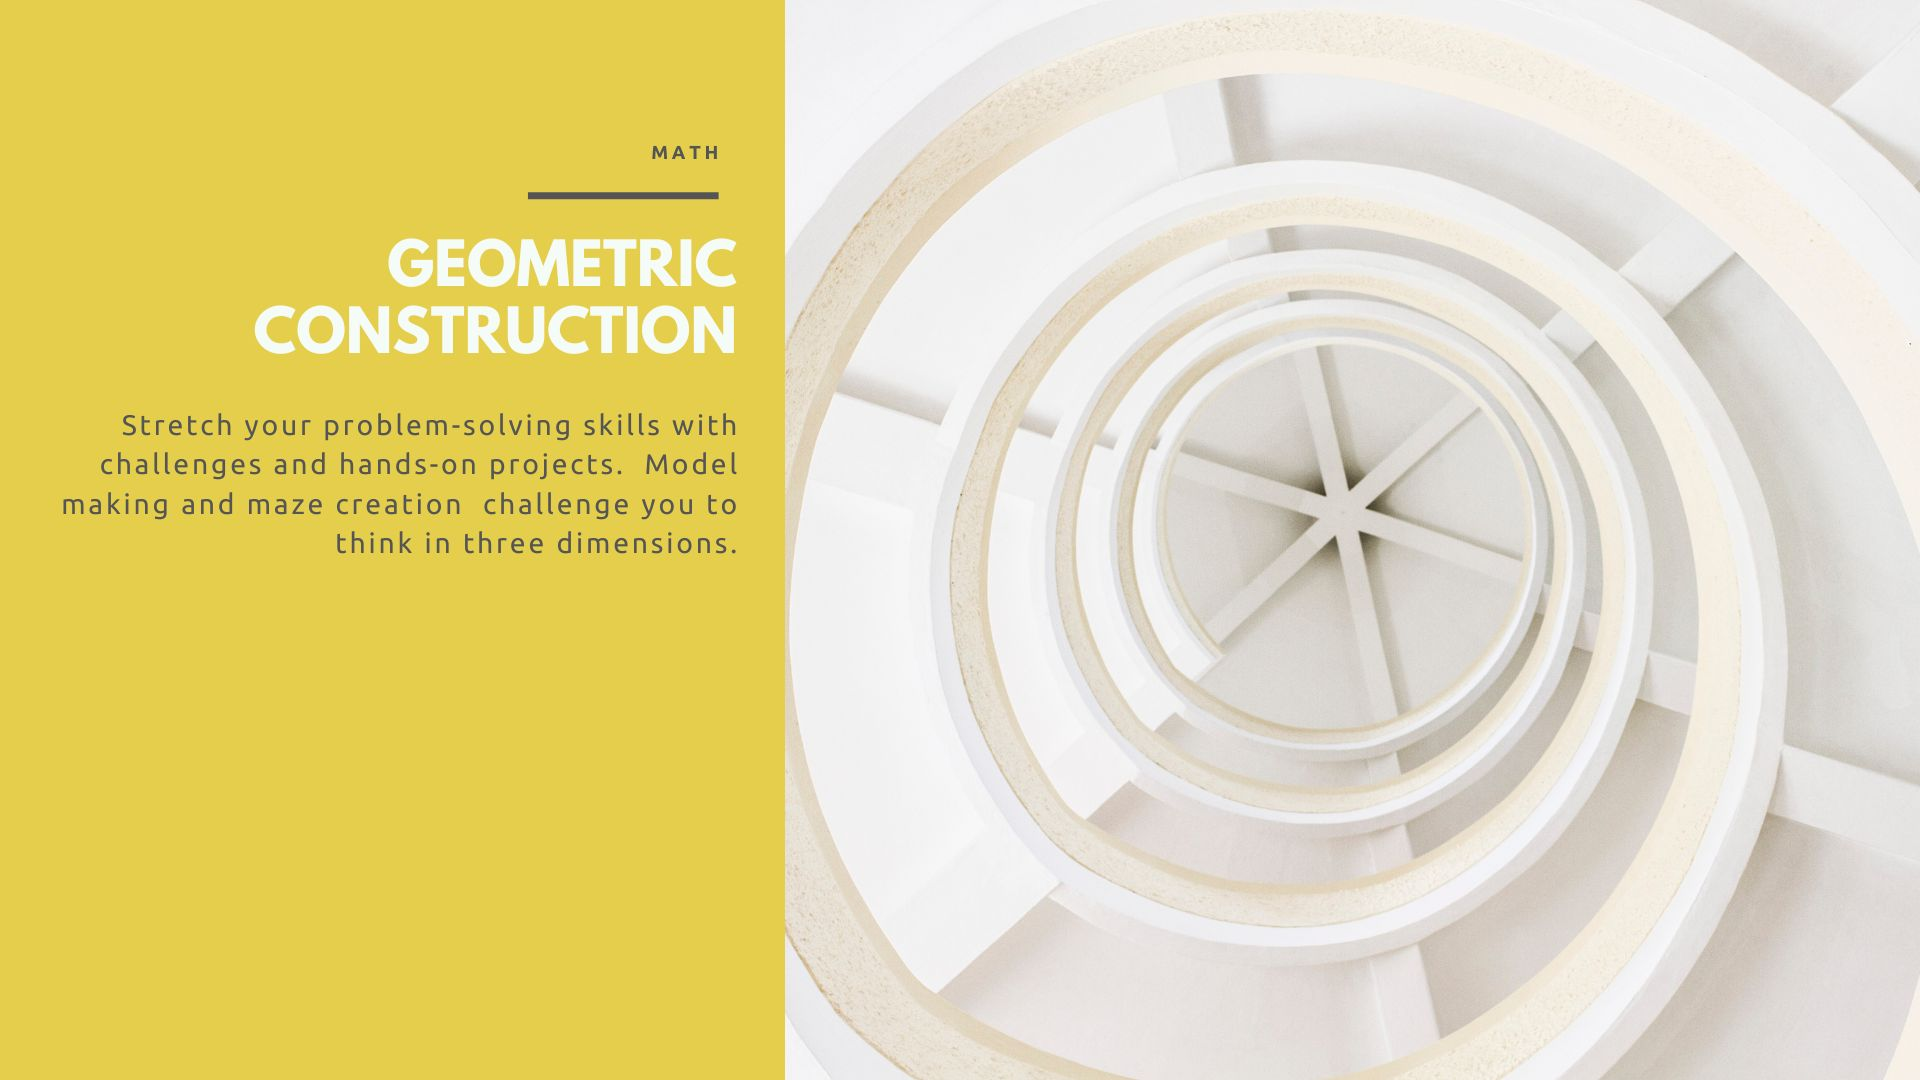 MATH
GEOMETRIC
CONSTRUCTION
Stretch your problem-solving skills with
challenges and hands-on projects.  Model
making and maze creation  challenge you to
think in three dimensions.